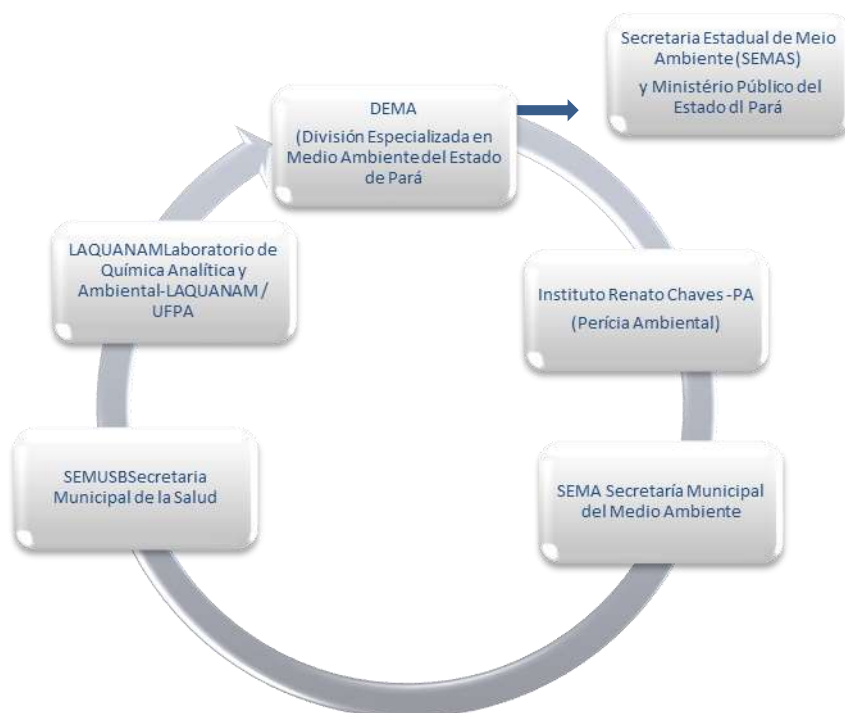 Secretaria Estadual de Meio
Ambiente (SEMAS)
y Ministério Público del
Estado dl Pará
DEMA
(División Especializada en
Medio Ambiente del Estado
de Pará
LAQUANAMLaboratorio de
Química Analítica y
Ambiental-LAQUANAM /
UFPA
Instituto Renato Chaves -PA
(Perícia Ambiental)
SEMUSBSecretaria
Municipal de la Salud
SEMA Secretaría Municipal
del Medio Ambiente